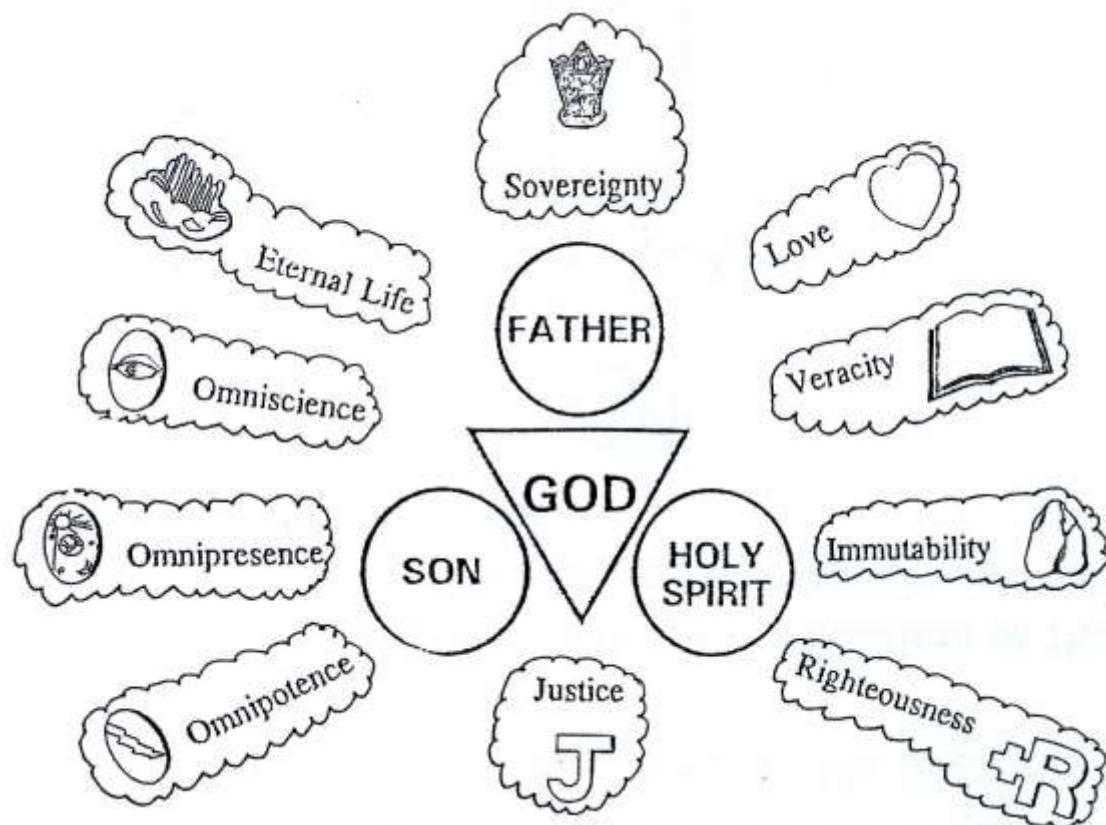 Sovereignty
Eternal Life
Love
FATHER
Omniscience
Veracity
GOD
Omnipresence
SON
HOLY
SPIRIT
Immutability
Omnipotence
Justice
J
Righteousness
+R